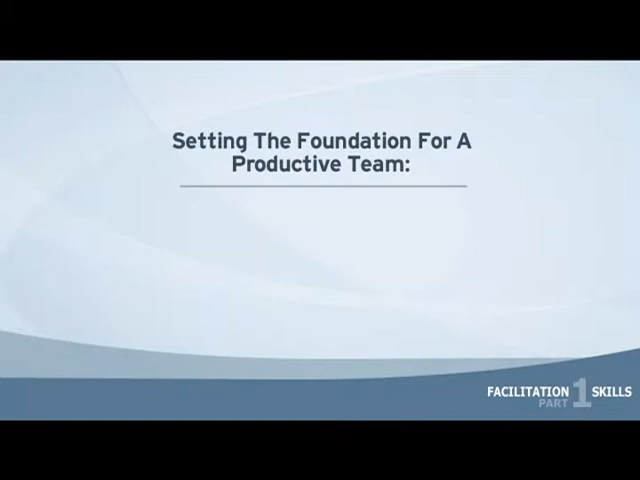 Setting The Foundation For A
Productive Team:
FACILITATION 1 SKILLS
PART